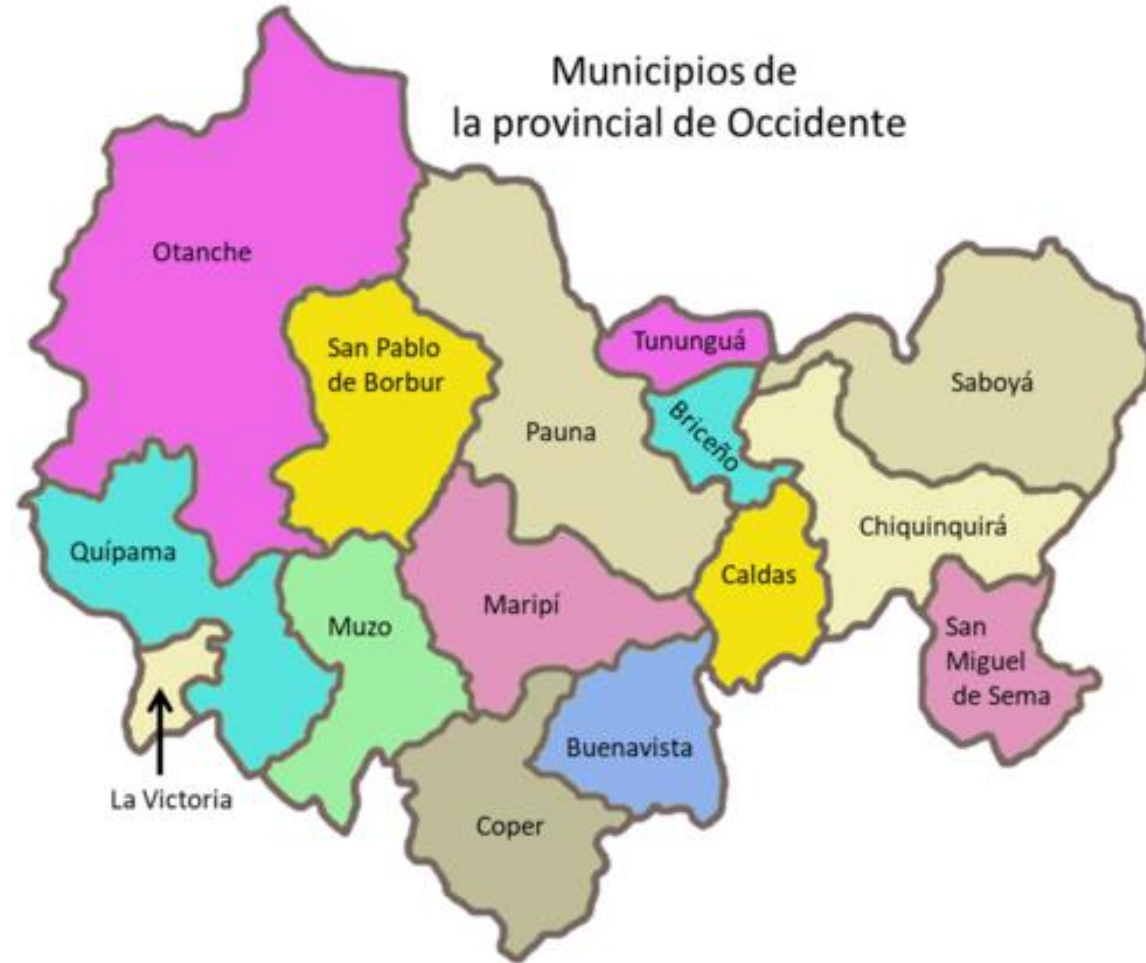 Municipios de
la provincial de Occidente
Otanche
San Pablo
de Borbur
Tununguá
Saboyá
Briceño
Pauna
Chiquinquirá
Quípama
Caldas
Maripí
Muzo
San
Miguel
de Sema
Buenavista
La Victoria
Coper